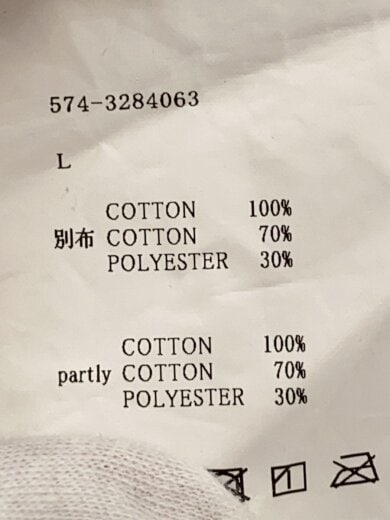 574-3284063
L
COTTON 100%
別布 COTTON 70%
POLYESTER 30%
COTTON 100%
partly COTTON 70%
POLYESTER 30%